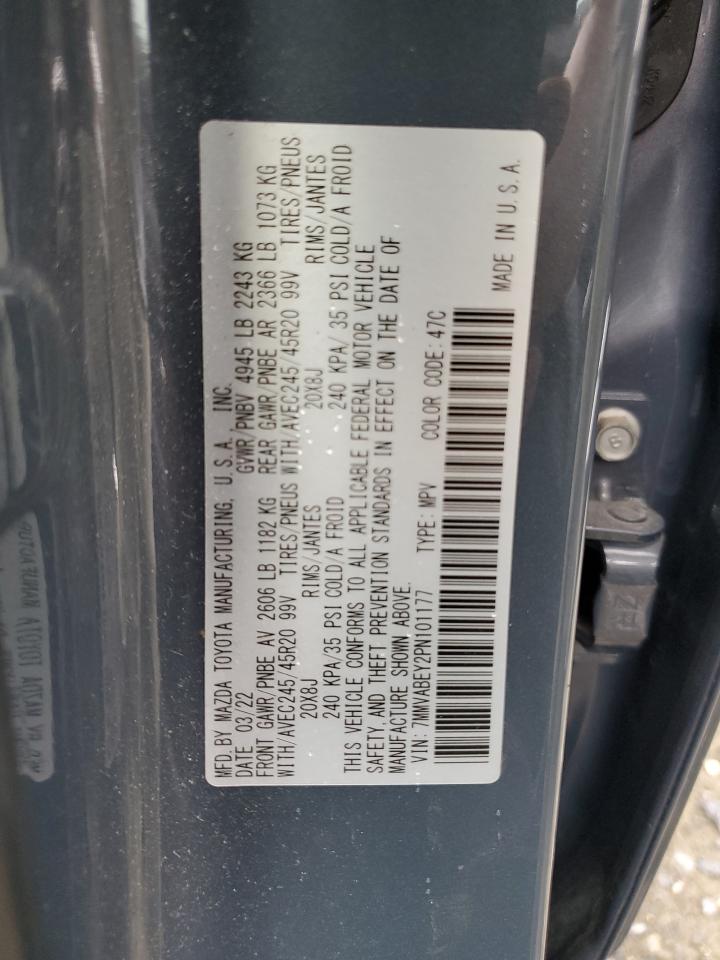 MFD. BY MAZDA TOYOTA MANUFACTURING, U.S.A. INC.
DATE 03/22 GVWR/PNBV 4945 LB 2243 KG
FRONT GAWR/PNBE AV 2606 LB 1182 KG REAR GAWR/PNBE AR 2366 LB 1073 KG
WITH/AVEC245/45R20 99V TIRES/PNEUS WITH/AVEC245/45R20 99V TIRES/PNEUS
20X8J RIMS/JANTES 20X8J RIMS/JANTES
240 KPA/35 PSI COLD/A FROID 240 KPA/ 35 PSI COLD/A FROID
THIS VEHICLE CONFORMS TO ALL APPLICABLE FEDERAL MOTOR VEHICLE
SAFETY AND THEFT PREVENTION STANDARDS IN EFFECT ON THE DATE OF
MANUFACTURE SHOWN ABOVE.
VIN: 7MMVABEY2PN101177 TYPE: MPV COLOR CODE: 47C
MADE IN U.S.A.